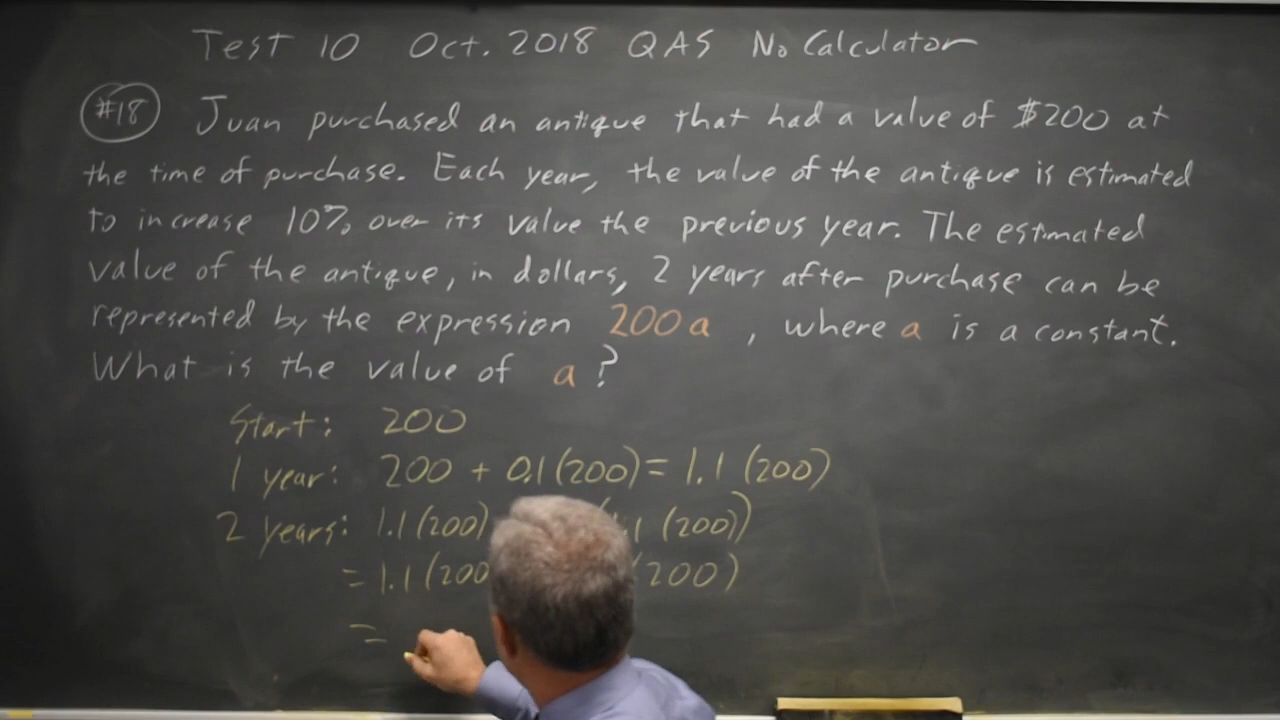 Test 10 Oct. 2018 QAS No Calculator
#18 Juan purchased an antique that had a value of $200 at
the time of purchase. Each year, the value of the antique is estimated
to increase 10% over its value the previous year. The estimated
value of the antique, in dollars, 2 years after purchase can be
represented by the expression 200a, where a is a constant.
What is the value of a?
Start: 200
1 year: 200 + 0.1(200) = 1.1(200)
2 years: 1.1(200) (1.1(200))
= 1.1(200 (200)
=